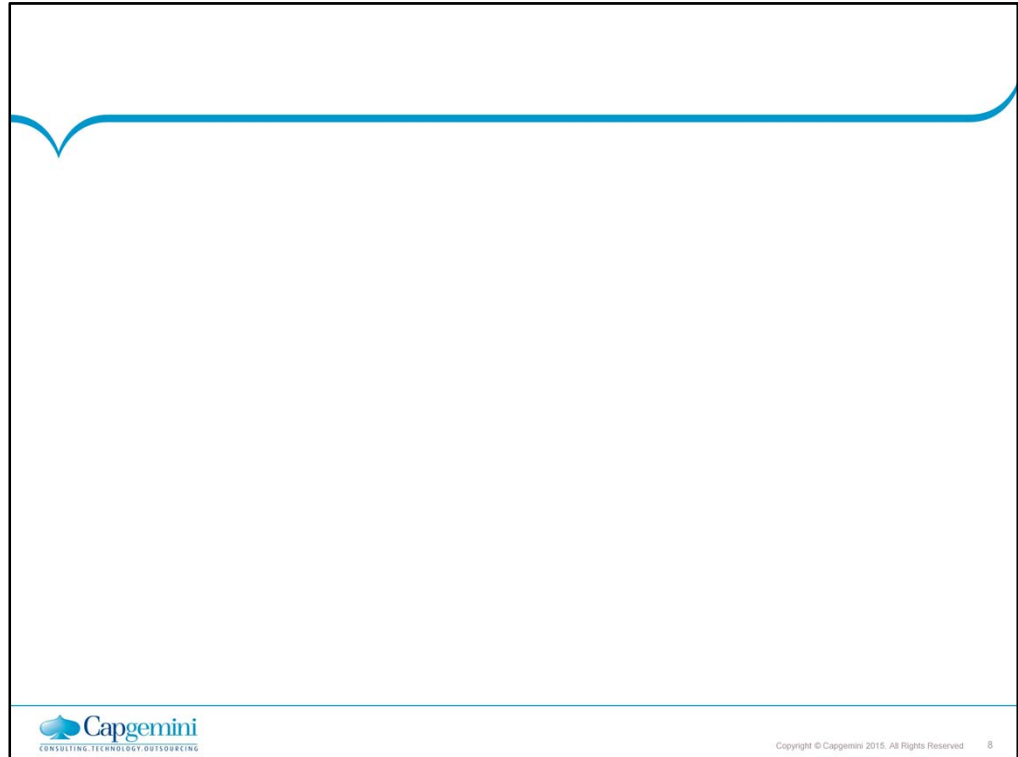 Capgemini
CONSULTING.TECHNOLOGY.OUTSOURCING
Copyright © Capgemini 2015. All Rights Reserved 8